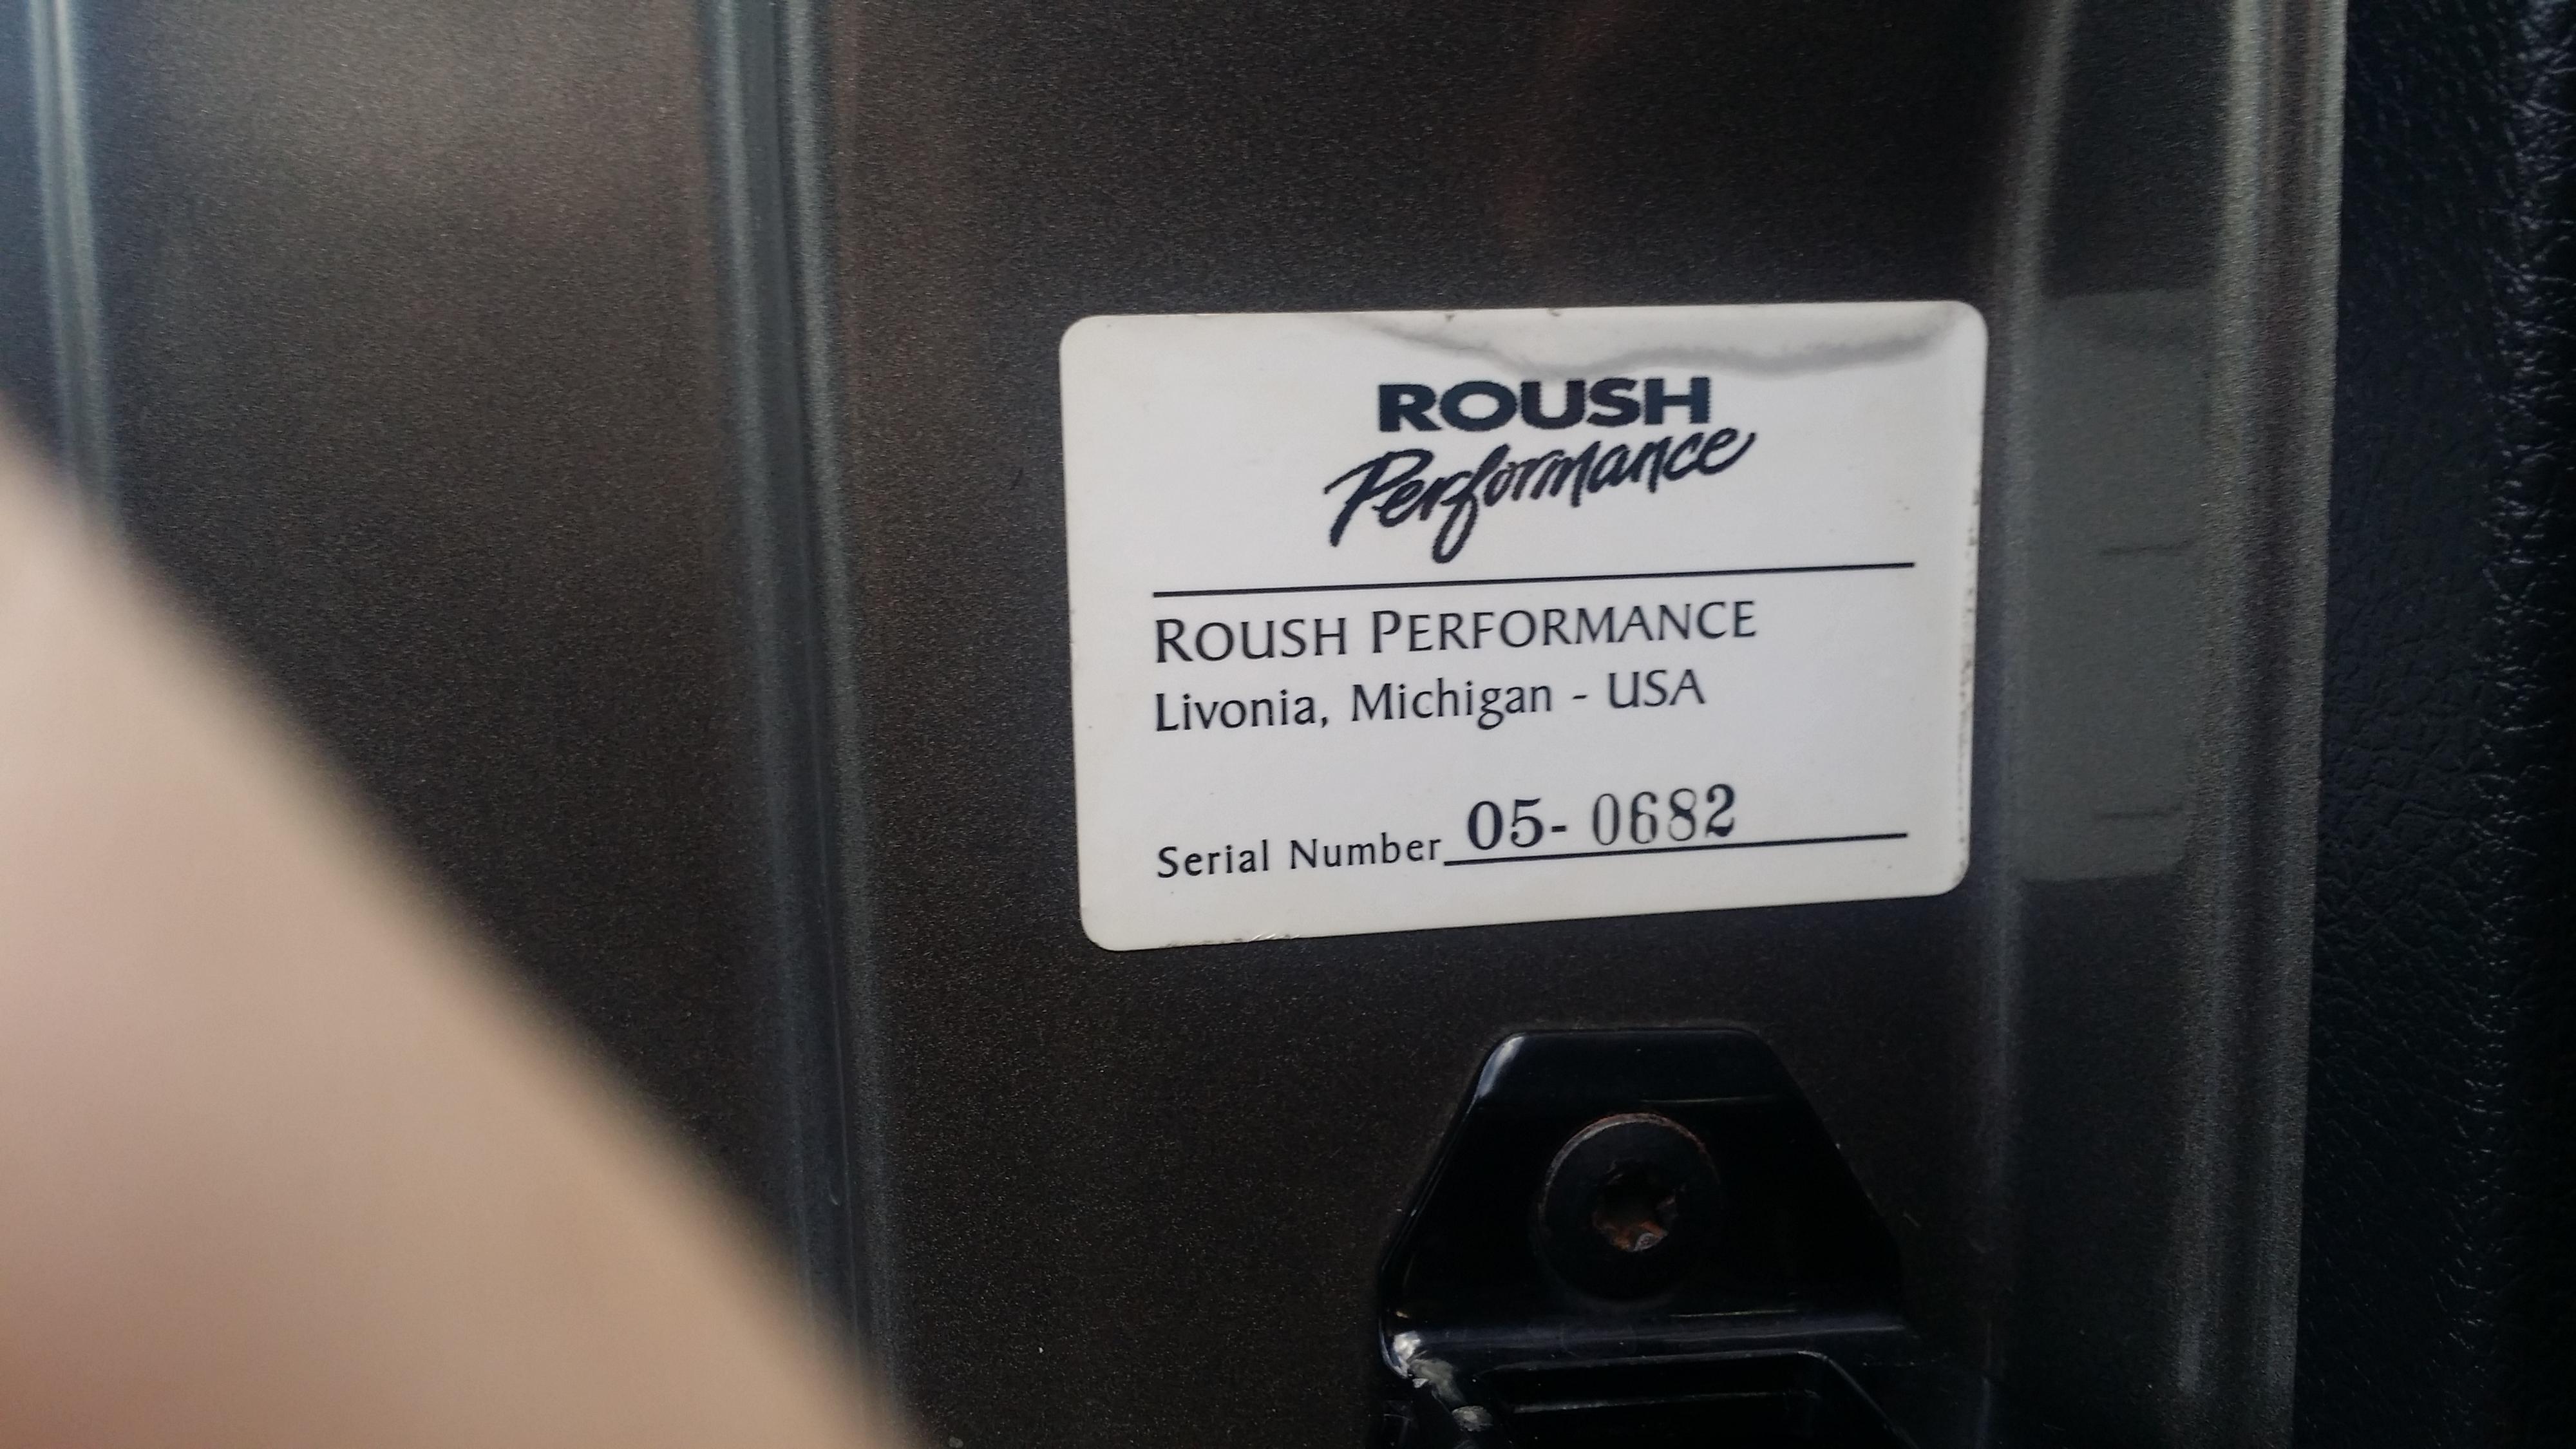 ROUSH
Performance
ROUSH PERFORMANCE
Livonia, Michigan - USA
Serial Number 05- 0682